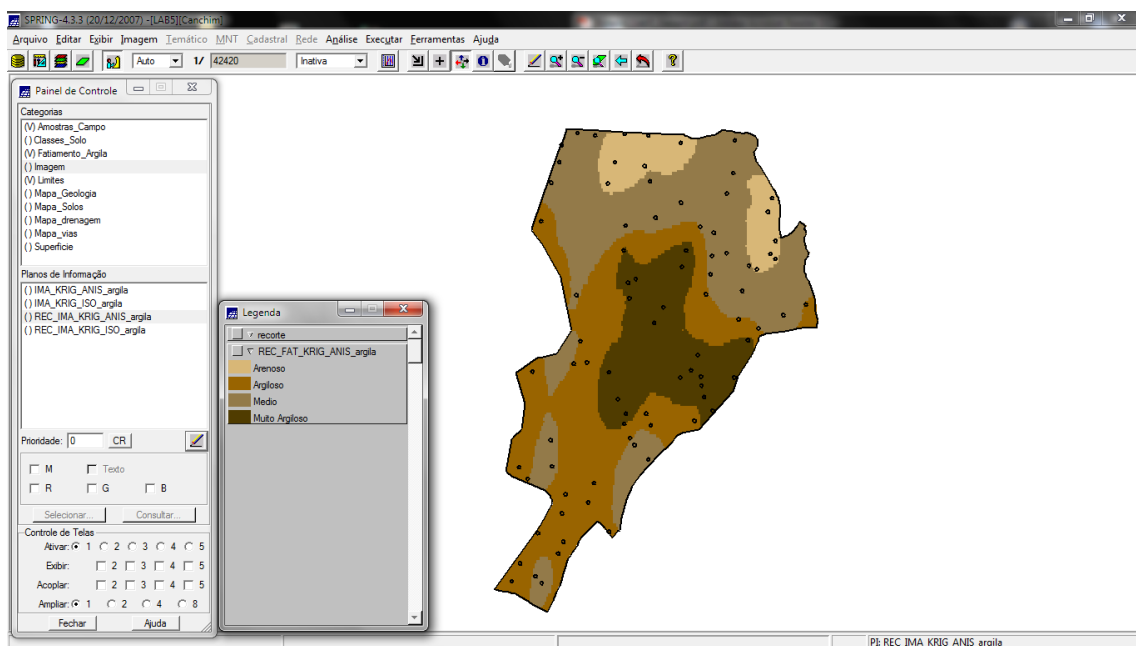 SPRING-4.3.3 (20/12/2007) -[LAB5][Canchim]
Arquivo Editar Exibir Imagem Temático MNT Cadastral Rede Análise Executar Ferramentas Ajuda
Auto 1/ 42420 Inativa
Painel de Controle
Categorias
(V) Amostras_Campo
( ) Classes_Solo
(V) Fatiamento_Argila
( ) Imagem
(V) Limites
( ) Mapa_Geologia
( ) Mapa_Solos
( ) Mapa_drenagem
( ) Mapa_vias
( ) Superficie
Planos de Informação
( ) IMA_KRIG_ANIS_argila
( ) IMA_KRIG_ISO_argila
( ) REC_IMA_KRIG_ANIS_argila
( ) REC_IMA_KRIG_ISO_argila
Prioridade: 0 CR
M Texto
R G B
Selecionar... Consultar...
Controle de Telas
Ativar: 1 2 3 4 5
Exibir: 2 3 4 5
Acoplar: 2 3 4 5
Ampliar: 1 2 4 8
Fechar Ajuda
Legenda
recorte
REC_FAT_KRIG_ANIS_argila
Arenoso
Argiloso
Medio
Muito Argiloso
PI: REC_IMA_KRIG_ANIS_argila